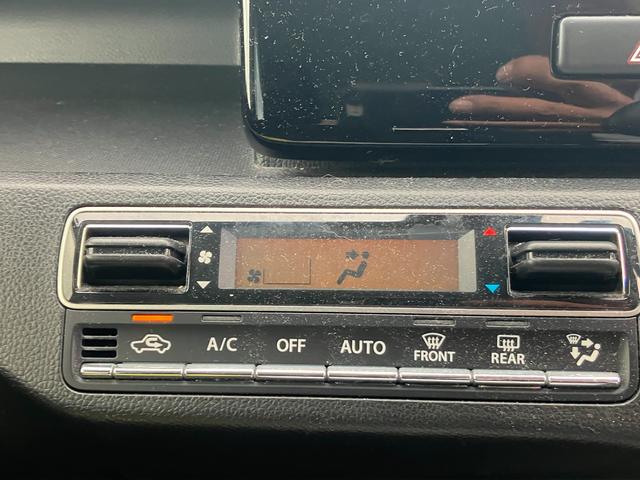 A/C OFF AUTO FRONT REAR